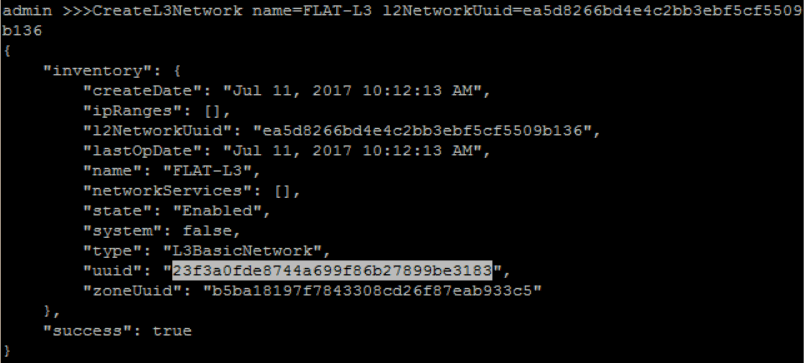 admin >>>CreateL3Network name=FLAT-L3 l2NetworkUuid=ea5d8266bd4e4c2bb3ebf5cf5509
b136
{
    "inventory": {
        "createDate": "Jul 11, 2017 10:12:13 AM",
        "ipRanges": [],
        "l2NetworkUuid": "ea5d8266bd4e4c2bb3ebf5cf5509b136",
        "lastOpDate": "Jul 11, 2017 10:12:13 AM",
        "name": "FLAT-L3",
        "networkServices": [],
        "state": "Enabled",
        "system": false,
        "type": "L3BasicNetwork",
        "uuid": "23f3a0fde8744a699f86b27899be3183",
        "zoneUuid": "b5ba18197f7843308cd26f87eab933c5"
    },
    "success": true
}